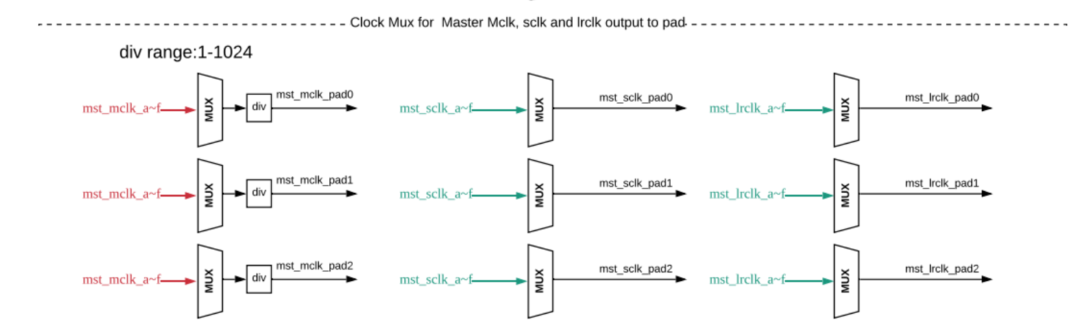 Clock Mux for Master Mclk, sclk and lrclk output to pad
div range:1-1024
mst_mclk_a~f MUX div mst_mclk_pad0 mst_sclk_a~f MUX mst_sclk_pad0 mst_lrclk_a~f MUX mst_lrclk_pad0
mst_mclk_a~f MUX div mst_mclk_pad1 mst_sclk_a~f MUX mst_sclk_pad1 mst_lrclk_a~f MUX mst_lrclk_pad1
mst_mclk_a~f MUX div mst_mclk_pad2 mst_sclk_a~f MUX mst_sclk_pad2 mst_lrclk_a~f MUX mst_lrclk_pad2